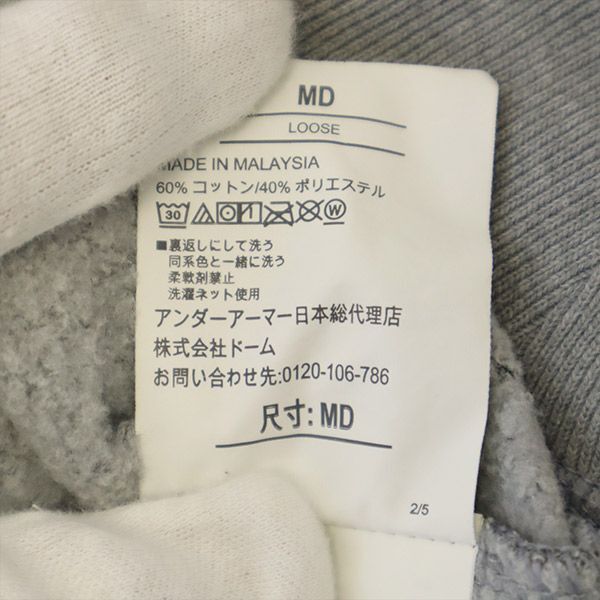 MD
LOOSE
MADE IN MALAYSIA
60% コットン/40% ポリエステル
30 W
■裏返しにして洗う
同系色と一緒に洗う
柔軟剤禁止
洗濯ネット使用
アンダーアーマー日本総代理店
株式会社ドーム
お問い合わせ先:0120-106-786
尺寸: MD
2/5